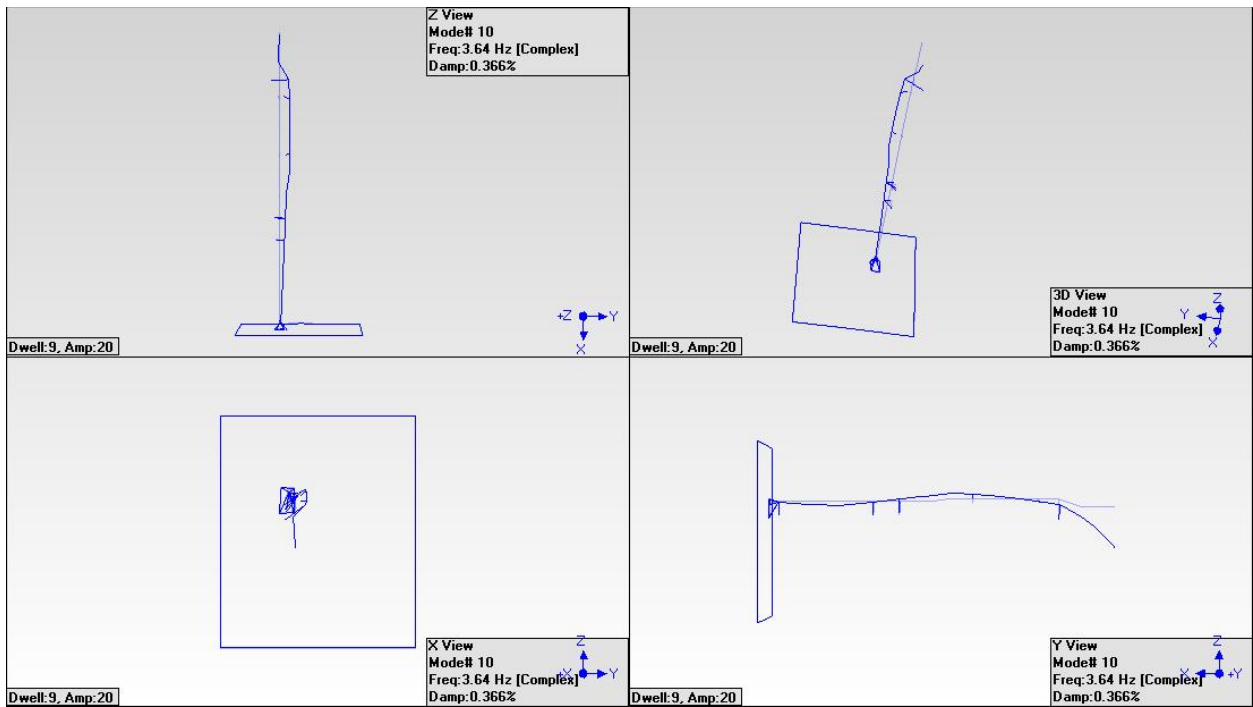 Z View
Mode# 10
Freq:3.64 Hz [Complex]
Damp:0.366%
+Z Y
X
Dwell:9, Amp:20
3D View
Mode# 10
Freq:3.64 Hz [Complex]
Damp:0.366%
Z
Y
X
Dwell:9, Amp:20
X View
Mode# 10
Freq:3.64 Hz [Complex]
Damp:0.366%
Z
+X Y
Dwell:9, Amp:20
Y View
Mode# 10
Freq:3.64 Hz [Complex]
Damp:0.366%
Z
X +Y
Dwell:9, Amp:20